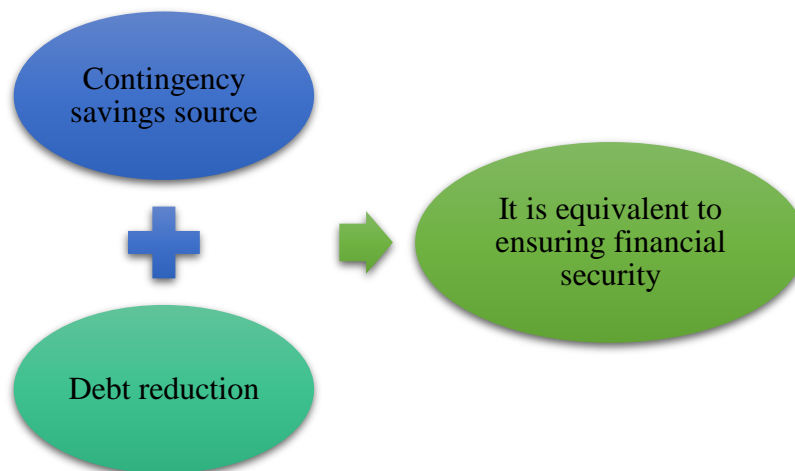 Contingency
savings source
Debt reduction
It is equivalent to
ensuring financial
security